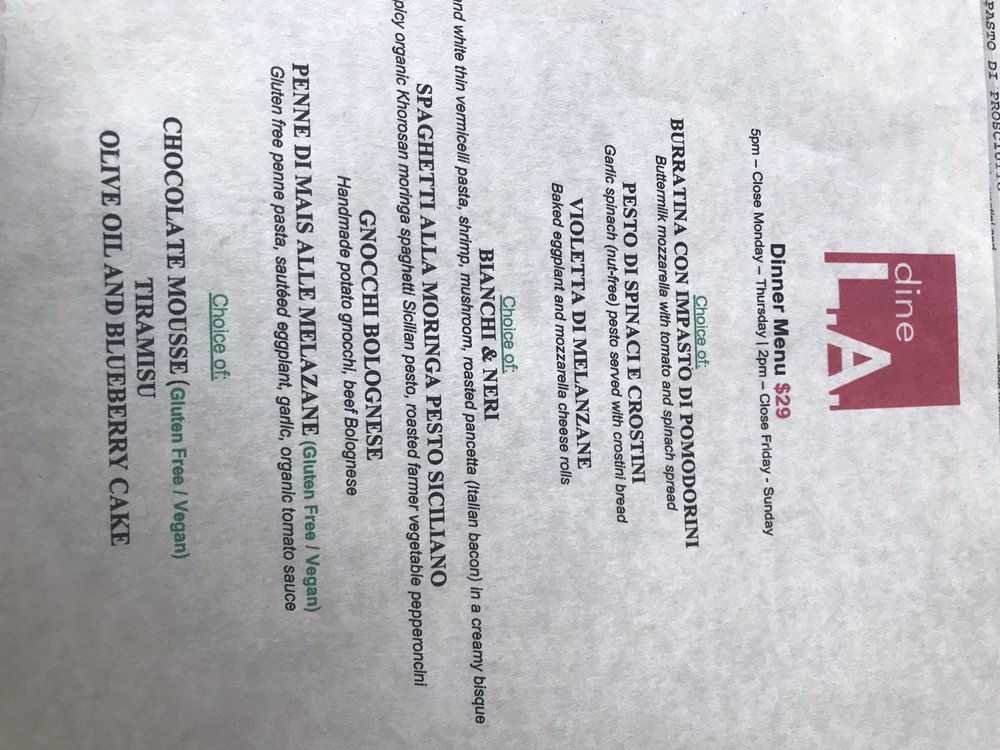 PASTO DI PROSCIUTTO
dine
L.A.
Dinner Menu $29
5pm – Close Monday – Thursday | 2pm – Close Friday - Sunday
Choice of:
BURRATINA CON IMPASTO DI POMODORINI
Buttermilk mozzarella with tomato and spinach spread
PESTO DI SPINACI E CROSTINI
Garlic spinach (nut-free) pesto served with crostini bread
VIOLETTA DI MELANZANE
Baked eggplant and mozzarella cheese rolls
Choice of:
BIANCHI & NERI
and white thin vermicelli pasta, shrimp, mushroom, roasted pancetta (Italian bacon) in a creamy bisque
SPAGHETTI ALLA MORINGA PESTO SICILIANO
picy organic Khorosan moringa spaghetti Sicilian pesto, roasted farmer vegetable pepperoncini
GNOCCHI BOLOGNESE
Handmade potato gnocchi, beef Bolognese
PENNE DI MAIS ALLE MELAZANE (Gluten Free / Vegan)
Gluten free penne pasta, sautéed eggplant, garlic, organic tomato sauce
Choice of:
CHOCOLATE MOUSSE (Gluten Free / Vegan)
TIRAMISU
OLIVE OIL AND BLUEBERRY CAKE